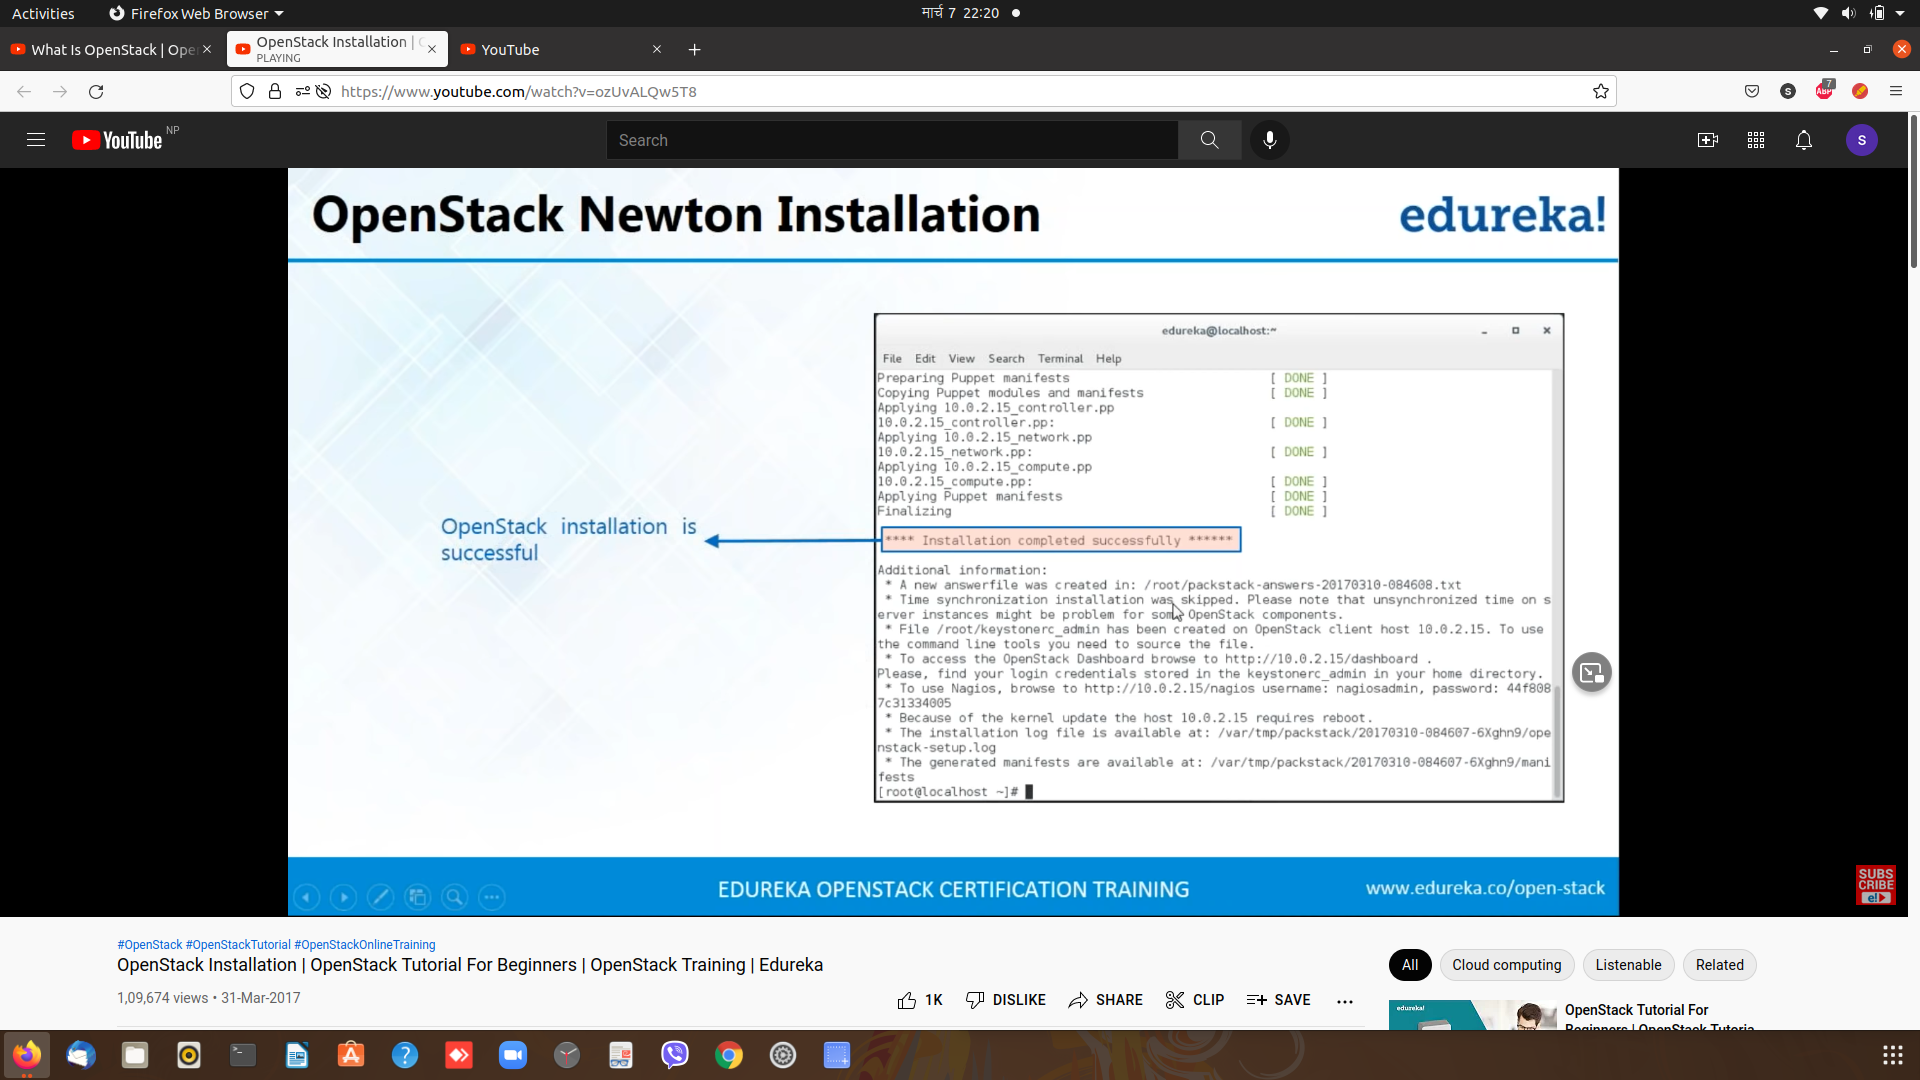 Activities
Firefox Web Browser
मार्च 7 22:20
What Is OpenStack | Ope
OpenStack Installation |
PLAYING
YouTube
https://www.youtube.com/watch?v=ozUvALQw5T8
S
ABP
7
YouTube NP
Search
S
OpenStack Newton Installation
edureka!
edureka@localhost:~
File Edit View Search Terminal Help
Preparing Puppet manifests [ DONE ]
Copying Puppet modules and manifests [ DONE ]
Applying 10.0.2.15_controller.pp
10.0.2.15_controller.pp: [ DONE ]
Applying 10.0.2.15_network.pp
10.0.2.15_network.pp: [ DONE ]
Applying 10.0.2.15_compute.pp
10.0.2.15_compute.pp: [ DONE ]
Applying Puppet manifests [ DONE ]
Finalizing [ DONE ]
**** Installation completed successfully ******
OpenStack installation is
successful
Additional information:
* A new answerfile was created in: /root/packstack-answers-20170310-084608.txt
* Time synchronization installation was skipped. Please note that unsynchronized time on s
erver instances might be problem for some OpenStack components.
* File /root/keystonerc_admin has been created on OpenStack client host 10.0.2.15. To use
the command line tools you need to source the file.
* To access the OpenStack Dashboard browse to http://10.0.2.15/dashboard .
Please, find your login credentials stored in the keystonerc_admin in your home directory.
* To use Nagios, browse to http://10.0.2.15/nagios username: nagiosadmin, password: 44f808
7c31334005
* Because of the kernel update the host 10.0.2.15 requires reboot.
* The installation log file is available at: /var/tmp/packstack/20170310-084607-6Xghn9/ope
nstack-setup.log
* The generated manifests are available at: /var/tmp/packstack/20170310-084607-6Xghn9/mani
fests
[root@localhost ~]#
EDUREKA OPENSTACK CERTIFICATION TRAINING
www.edureka.co/open-stack
SUBS
CRIBE
e!
#OpenStack #OpenStackTutorial #OpenStackOnlineTraining
OpenStack Installation | OpenStack Tutorial For Beginners | OpenStack Training | Edureka
1,09,674 views • 31-Mar-2017
1K DISLIKE SHARE CLIP SAVE
All Cloud computing Listenable Related
edureka!
OpenStack Tutorial For
Beginners | OpenStack Tutoria